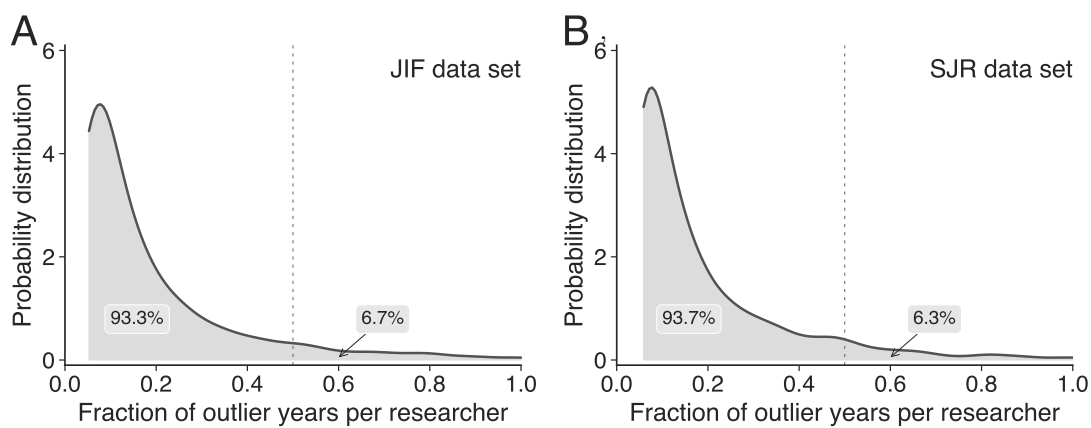 A
JIF data set
Probability distribution
6
4
2
0
93.3%
6.7%
0.0 0.2 0.4 0.6 0.8 1.0
Fraction of outlier years per researcher
B
SJR data set
Probability distribution
6
4
2
0
93.7%
6.3%
0.0 0.2 0.4 0.6 0.8 1.0
Fraction of outlier years per researcher